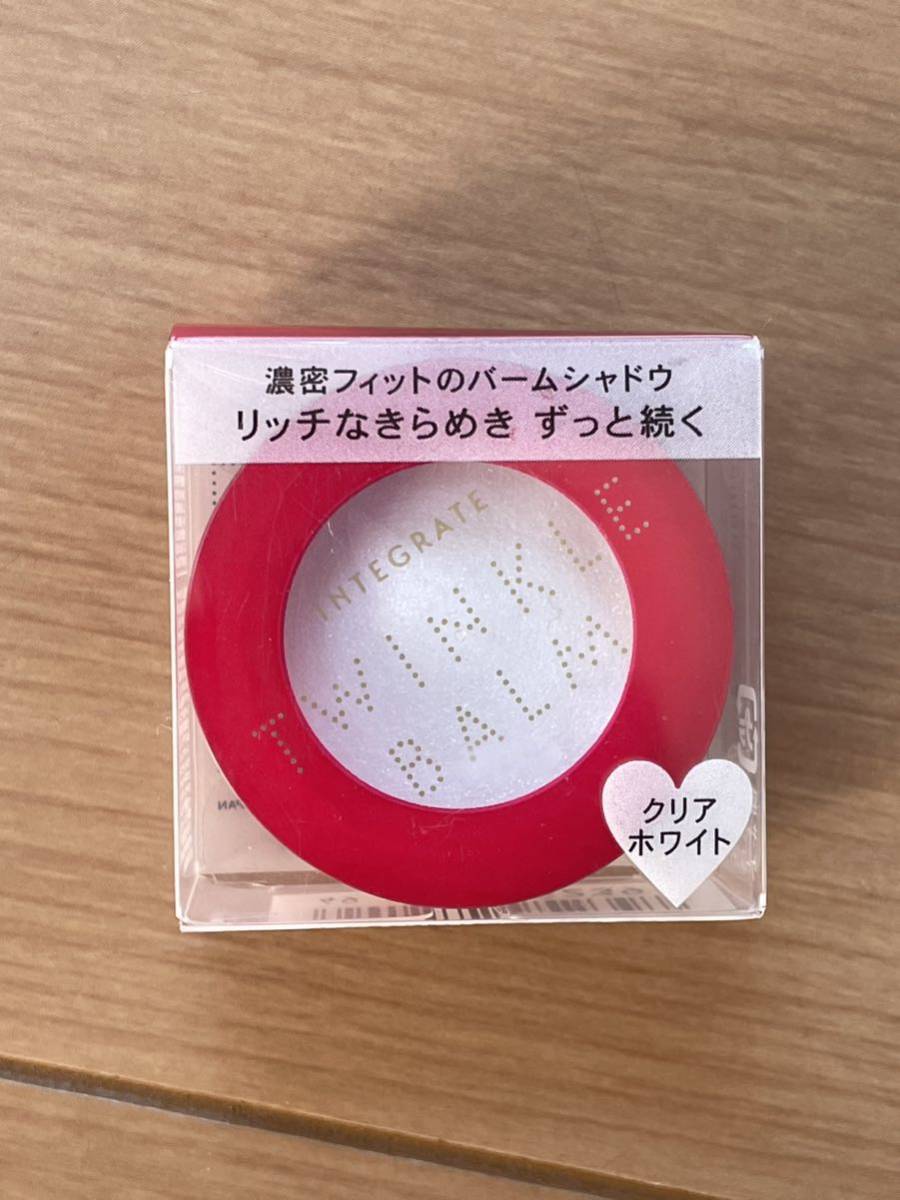 濃密フィットのバームシャドウ
リッチなきらめき ずっと続く
INTEGRATE
TWINKLE
BALM
クリア
ホワイト